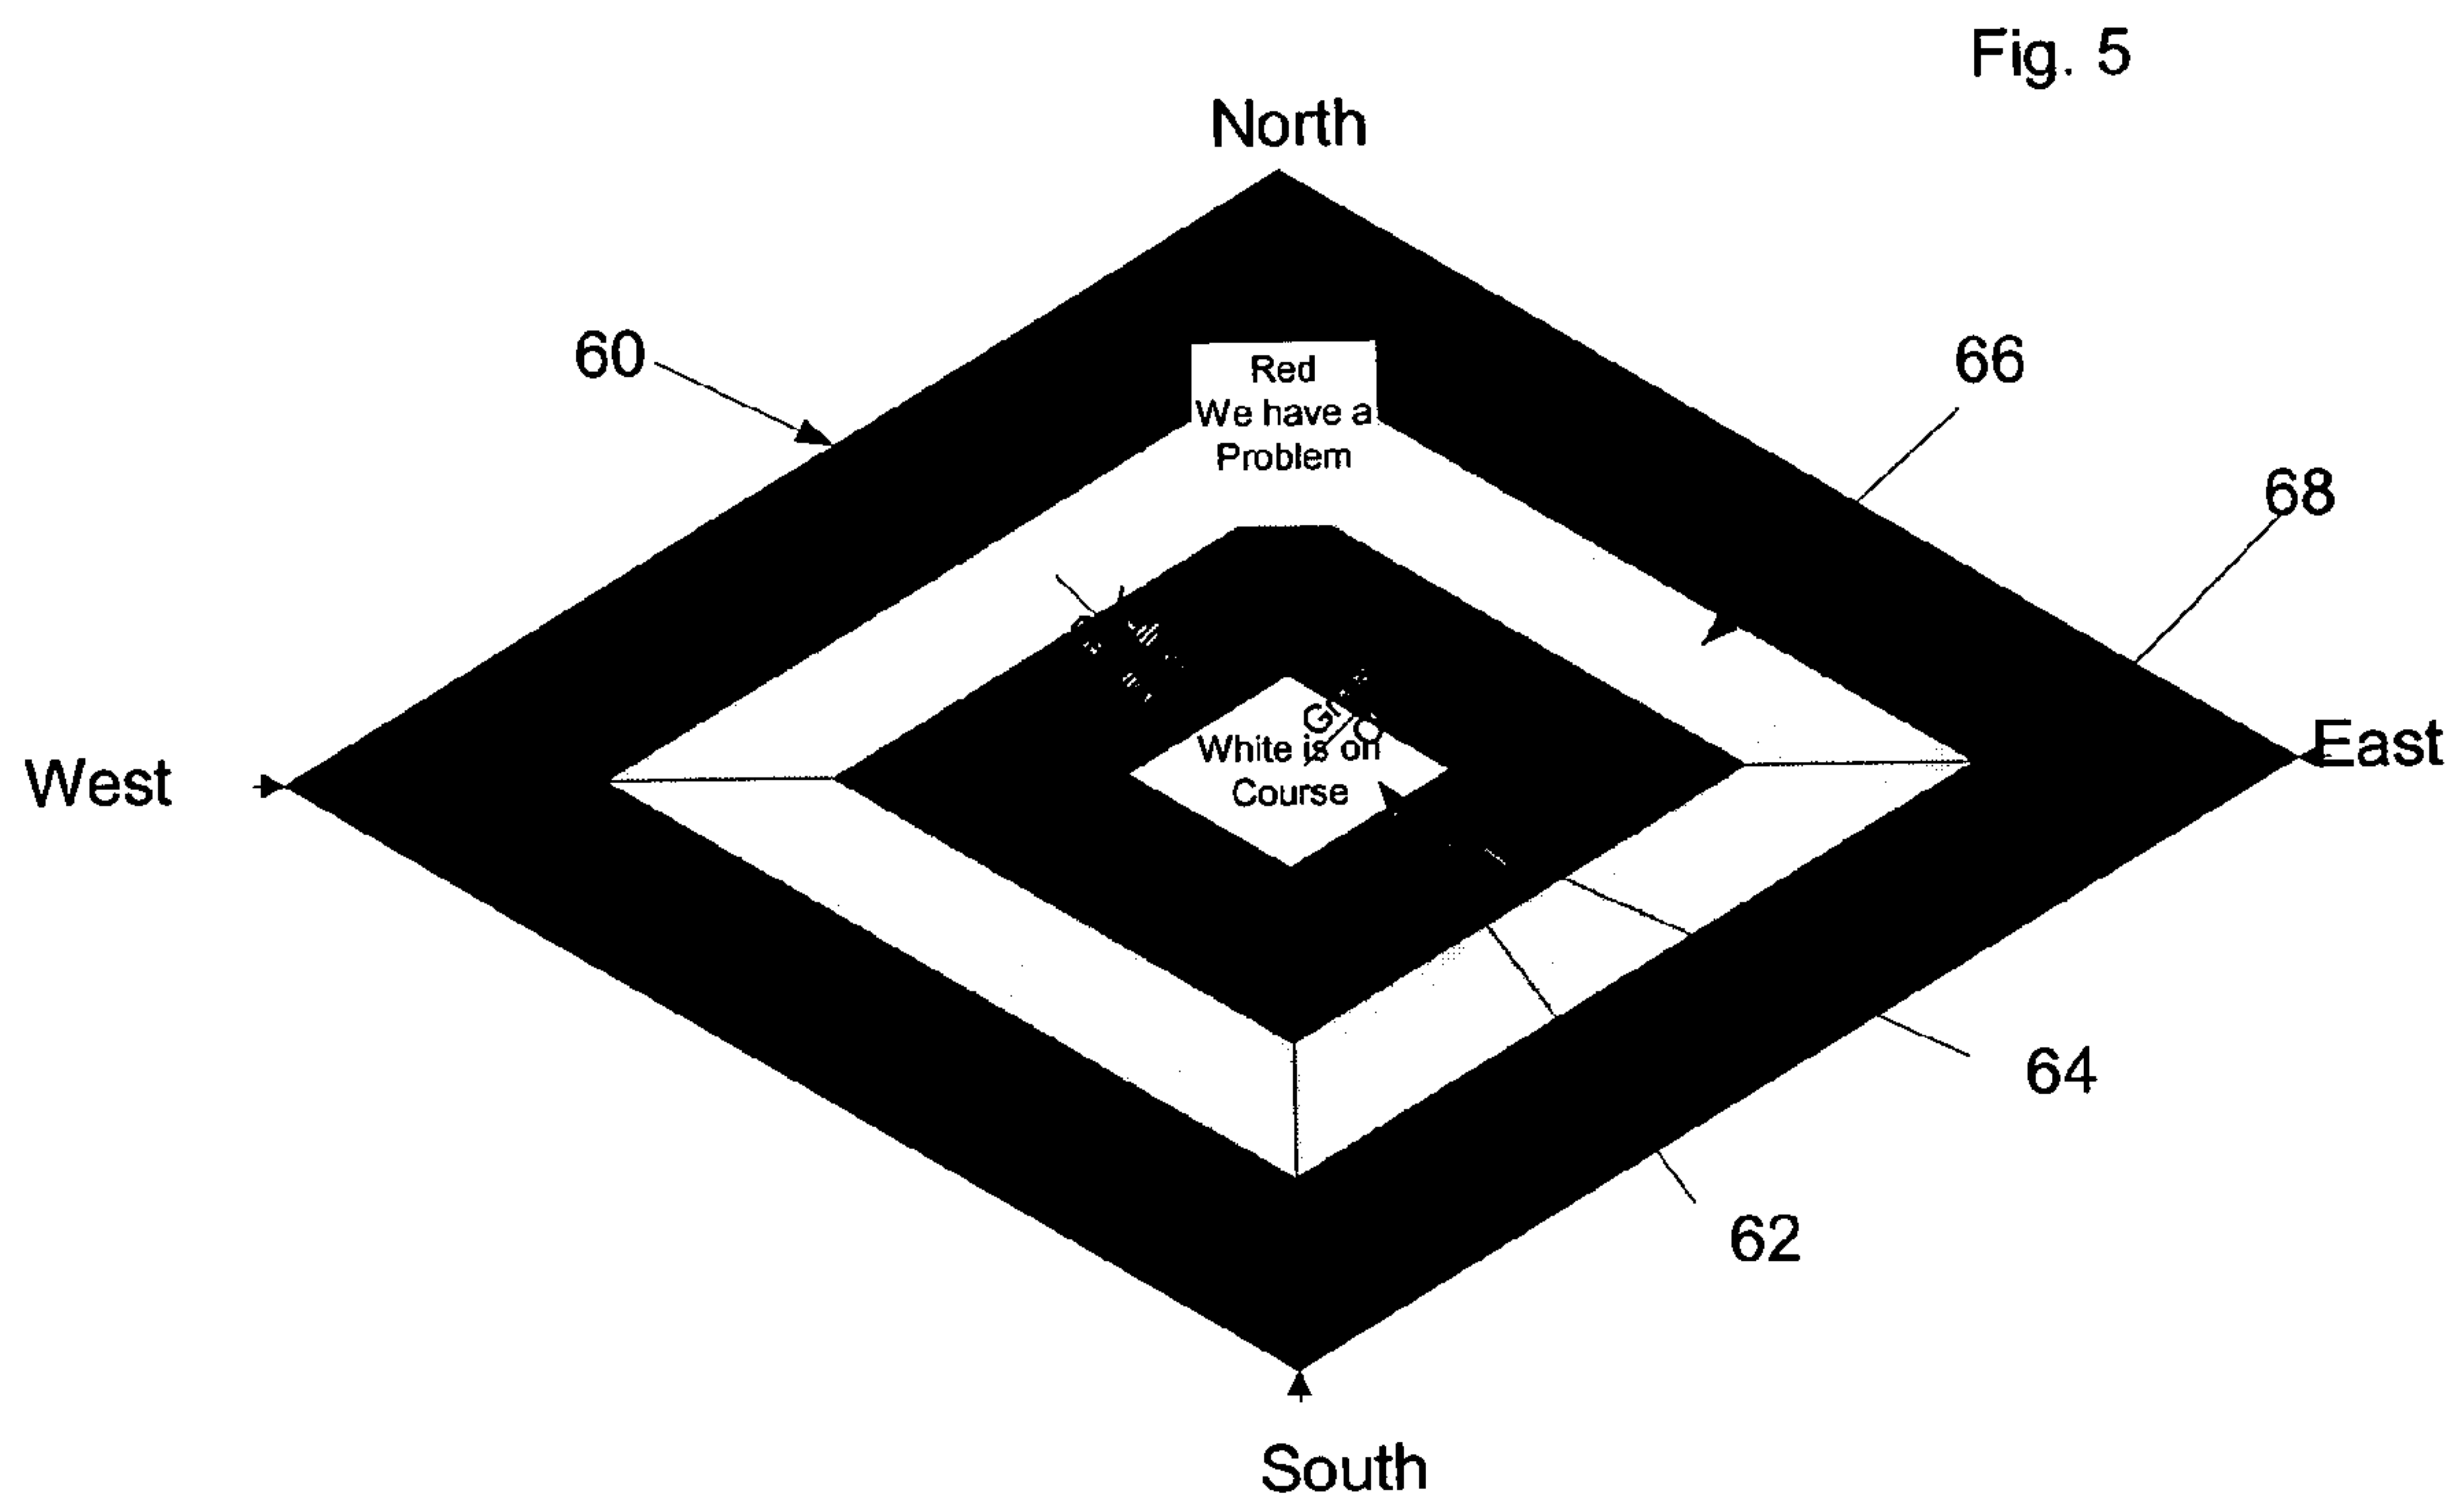 Fig. 5
North
60
66
Red
We have a
Problem
68
White is on
Course
West
East
64
62
South